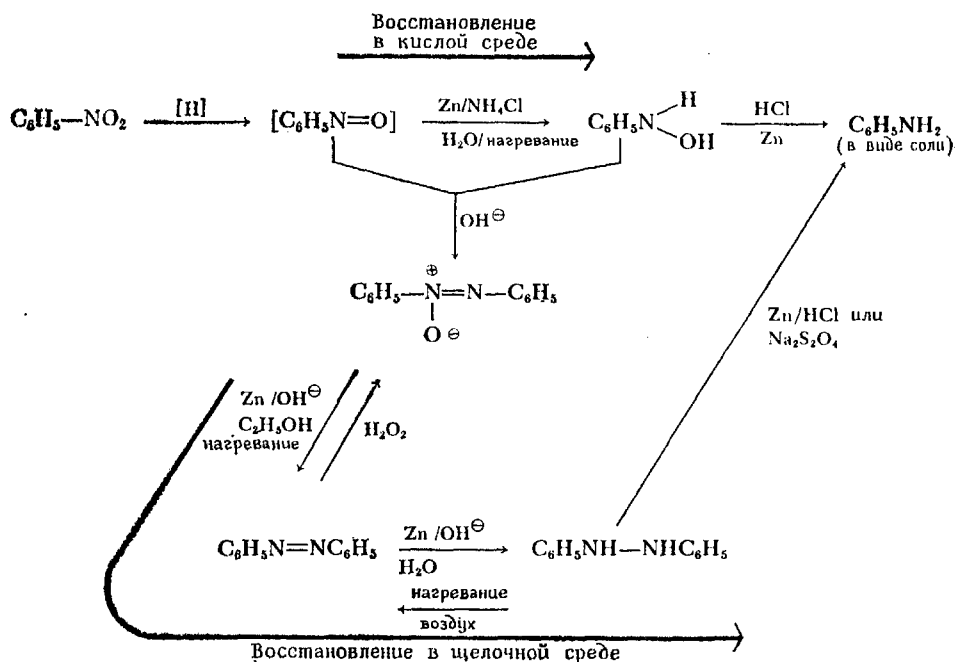 Восстановление
в кислой среде
C₆H₅—NO₂ [H] [C₆H₅N=O] Zn/NH₄Cl C₆H₅N H HCl C₆H₅NH₂
H₂O/нагревание OH Zn (в виде соли)
OH⊖
⊕
C₆H₅—N=N—C₆H₅
O⊖
Zn/HCl или
Na₂S₂O₄
Zn/OH⊖
C₂H₅OH
нагревание
H₂O₂
C₆H₅N=NC₆H₅ Zn/OH⊖ C₆H₅NH—NHC₆H₅
H₂O
нагревание
воздух
Восстановление в щелочной среде